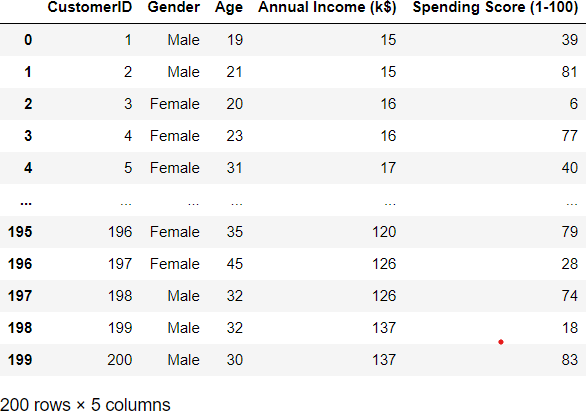 CustomerID Gender Age Annual Income (k$) Spending Score (1-100)
0 1 Male 19 15 39
1 2 Male 21 15 81
2 3 Female 20 16 6
3 4 Female 23 16 77
4 5 Female 31 17 40
... ... ... ... ... ...
195 196 Female 35 120 79
196 197 Female 45 126 28
197 198 Male 32 126 74
198 199 Male 32 137 18
199 200 Male 30 137 83
200 rows × 5 columns